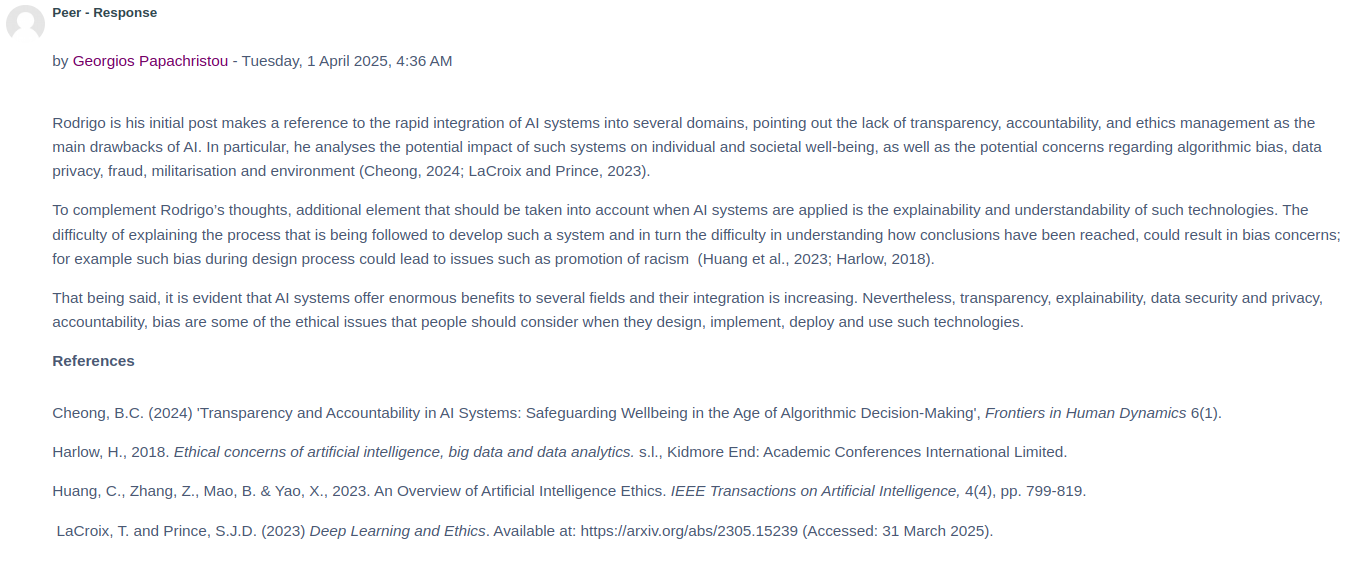 Peer - Response
by Georgios Papachristou - Tuesday, 1 April 2025, 4:36 AM
Rodrigo is his initial post makes a reference to the rapid integration of AI systems into several domains, pointing out the lack of transparency, accountability, and ethics management as the
main drawbacks of AI. In particular, he analyses the potential impact of such systems on individual and societal well-being, as well as the potential concerns regarding algorithmic bias, data
privacy, fraud, militarisation and environment (Cheong, 2024; LaCroix and Prince, 2023).
To complement Rodrigo’s thoughts, additional element that should be taken into account when AI systems are applied is the explainability and understandability of such technologies. The
difficulty of explaining the process that is being followed to develop such a system and in turn the difficulty in understanding how conclusions have been reached, could result in bias concerns;
for example such bias during design process could lead to issues such as promotion of racism  (Huang et al., 2023; Harlow, 2018).
That being said, it is evident that AI systems offer enormous benefits to several fields and their integration is increasing. Nevertheless, transparency, explainability, data security and privacy,
accountability, bias are some of the ethical issues that people should consider when they design, implement, deploy and use such technologies.
References
Cheong, B.C. (2024) 'Transparency and Accountability in AI Systems: Safeguarding Wellbeing in the Age of Algorithmic Decision-Making', Frontiers in Human Dynamics 6(1).
Harlow, H., 2018. Ethical concerns of artificial intelligence, big data and data analytics. s.l., Kidmore End: Academic Conferences International Limited.
Huang, C., Zhang, Z., Mao, B. & Yao, X., 2023. An Overview of Artificial Intelligence Ethics. IEEE Transactions on Artificial Intelligence, 4(4), pp. 799-819.
LaCroix, T. and Prince, S.J.D. (2023) Deep Learning and Ethics. Available at: https://arxiv.org/abs/2305.15239 (Accessed: 31 March 2025).